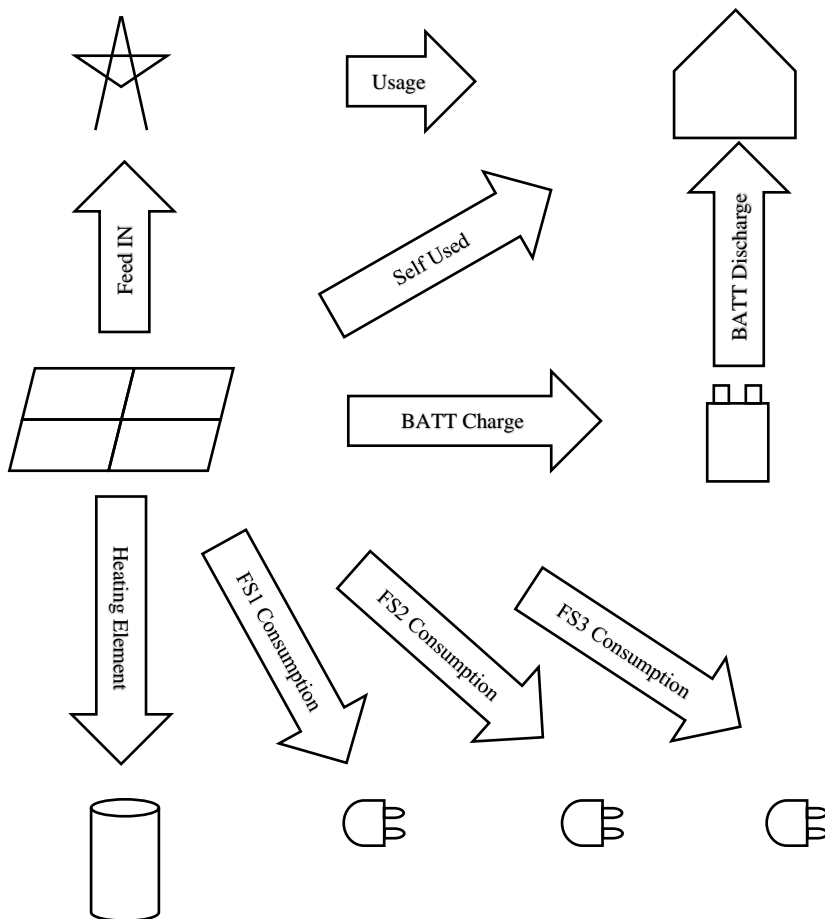 Usage
Feed IN
Self Used
BATT Discharge
BATT Charge
Heating Element
FS1 Consumption
FS2 Consumption
FS3 Consumption